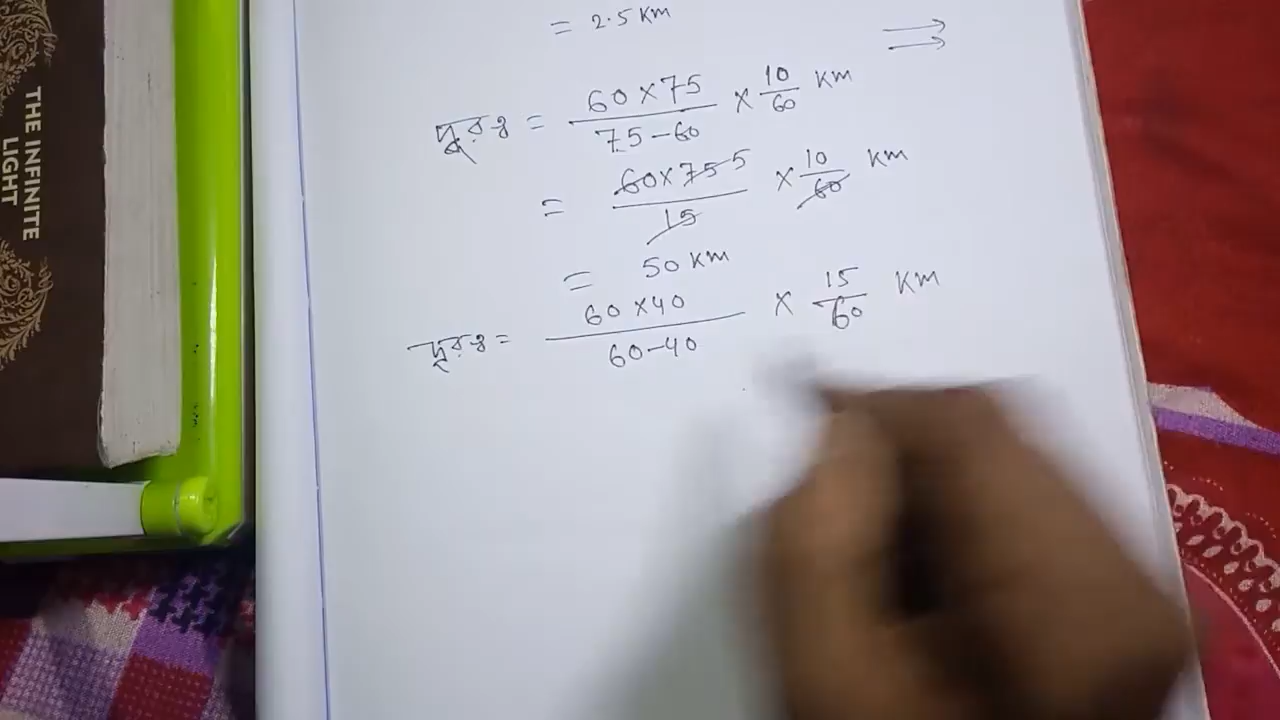 = 2.5 KM
দূরত্ব = 60 × 75 / 75 - 60 × 10 / 60 KM
= 60 × 75 5 / 15 × 10 / 60 KM
= 50 KM
দূরত্ব = 60 × 40 / 60 - 40 × 15 / 60 KM
THE INFINITE
LIGHT